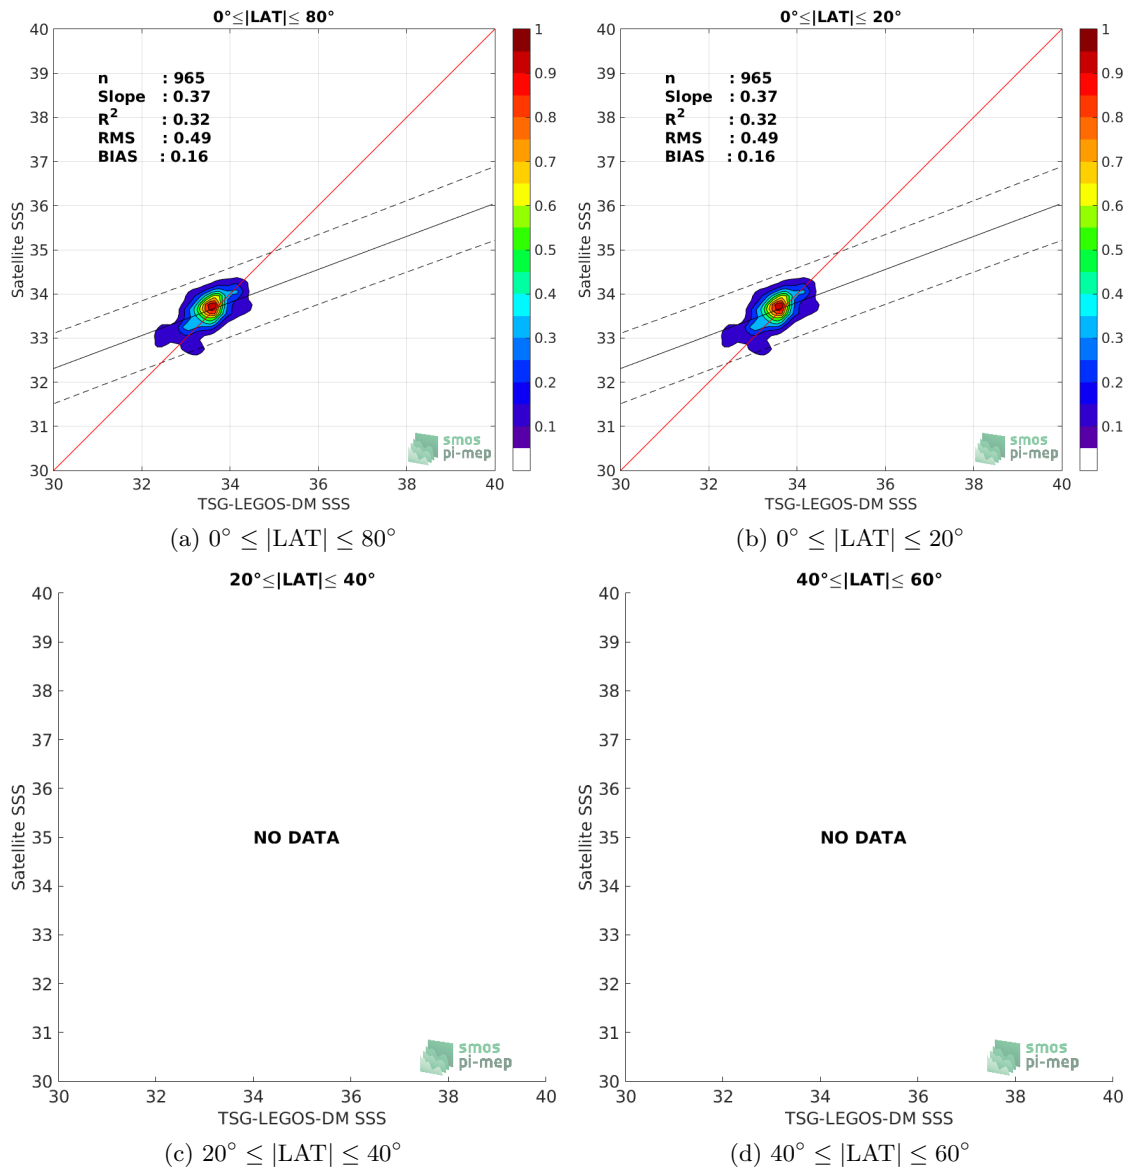 0°≤|LAT|≤ 80°
40
39
38
37
36
35
34
33
32
31
30
Satellite SSS
n : 965
Slope : 0.37
R² : 0.32
RMS : 0.49
BIAS : 0.16
smos
pi-mep
30 32 34 36 38 40
TSG-LEGOS-DM SSS
1
0.9
0.8
0.7
0.6
0.5
0.4
0.3
0.2
0.1
(a) 0° ≤ |LAT| ≤ 80°
0°≤|LAT|≤ 20°
40
39
38
37
36
35
34
33
32
31
30
Satellite SSS
n : 965
Slope : 0.37
R² : 0.32
RMS : 0.49
BIAS : 0.16
smos
pi-mep
30 32 34 36 38 40
TSG-LEGOS-DM SSS
1
0.9
0.8
0.7
0.6
0.5
0.4
0.3
0.2
0.1
(b) 0° ≤ |LAT| ≤ 20°
20°≤|LAT|≤ 40°
40
39
38
37
36
35
34
33
32
31
30
Satellite SSS
NO DATA
smos
pi-mep
30 32 34 36 38 40
TSG-LEGOS-DM SSS
(c) 20° ≤ |LAT| ≤ 40°
40°≤|LAT|≤ 60°
40
39
38
37
36
35
34
33
32
31
30
Satellite SSS
NO DATA
smos
pi-mep
30 32 34 36 38 40
TSG-LEGOS-DM SSS
(d) 40° ≤ |LAT| ≤ 60°